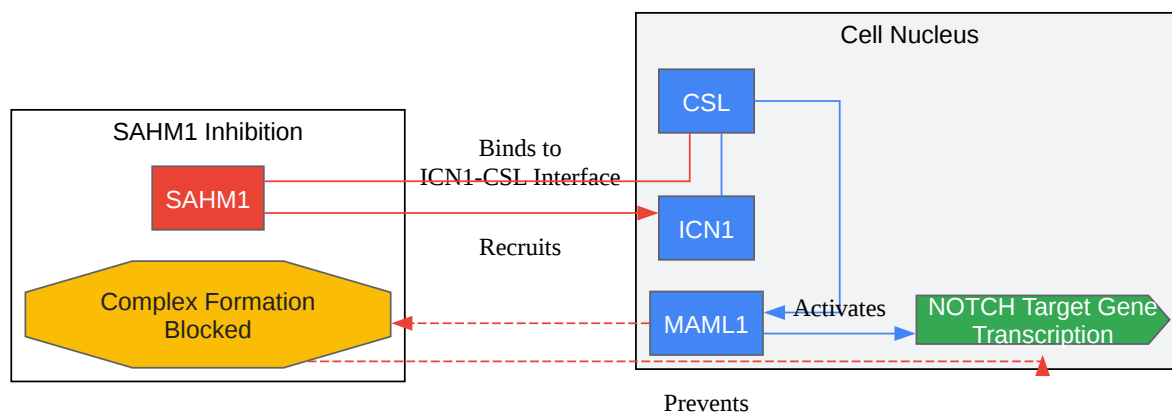 Cell Nucleus
CSL
SAHM1 Inhibition
Binds to
ICN1-CSL Interface
SAHM1
ICN1
Recruits
Complex Formation
Blocked
MAML1
Activates
NOTCH Target Gene
Transcription
Prevents